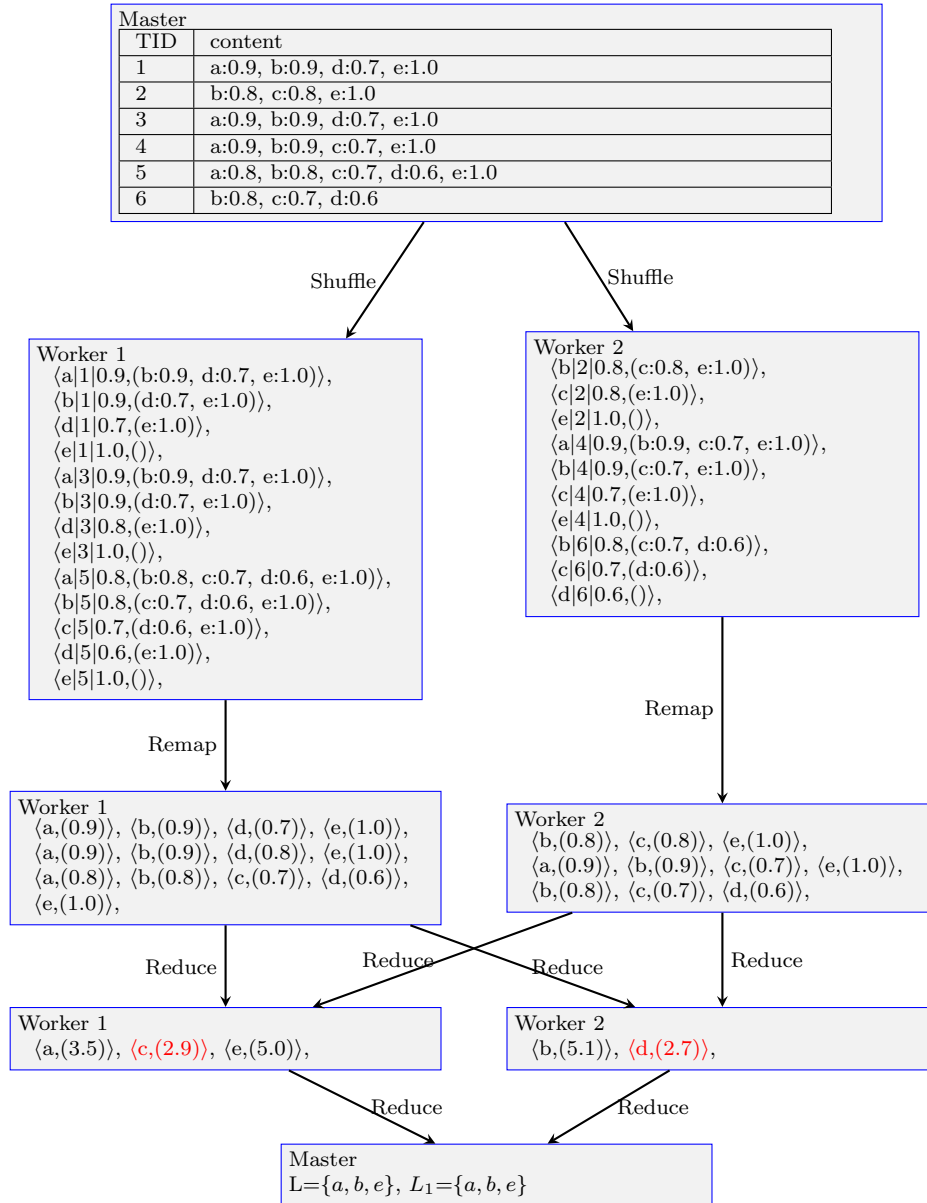 Master
TID content
1 a:0.9, b:0.9, d:0.7, e:1.0
2 b:0.8, c:0.8, e:1.0
3 a:0.9, b:0.9, d:0.7, e:1.0
4 a:0.9, b:0.9, c:0.7, e:1.0
5 a:0.8, b:0.8, c:0.7, d:0.6, e:1.0
6 b:0.8, c:0.7, d:0.6
Shuffle
Shuffle
Worker 1
⟨a|1|0.9,(b:0.9, d:0.7, e:1.0)⟩,
⟨b|1|0.9,(d:0.7, e:1.0)⟩,
⟨d|1|0.7,(e:1.0)⟩,
⟨e|1|1.0,()⟩,
⟨a|3|0.9,(b:0.9, d:0.7, e:1.0)⟩,
⟨b|3|0.9,(d:0.7, e:1.0)⟩,
⟨d|3|0.8,(e:1.0)⟩,
⟨e|3|1.0,()⟩,
⟨a|5|0.8,(b:0.8, c:0.7, d:0.6, e:1.0)⟩,
⟨b|5|0.8,(c:0.7, d:0.6, e:1.0)⟩,
⟨c|5|0.7,(d:0.6, e:1.0)⟩,
⟨d|5|0.6,(e:1.0)⟩,
⟨e|5|1.0,()⟩,
Worker 2
⟨b|2|0.8,(c:0.8, e:1.0)⟩,
⟨c|2|0.8,(e:1.0)⟩,
⟨e|2|1.0,()⟩,
⟨a|4|0.9,(b:0.9, c:0.7, e:1.0)⟩,
⟨b|4|0.9,(c:0.7, e:1.0)⟩,
⟨c|4|0.7,(e:1.0)⟩,
⟨e|4|1.0,()⟩,
⟨b|6|0.8,(c:0.7, d:0.6)⟩,
⟨c|6|0.7,(d:0.6)⟩,
⟨d|6|0.6,()⟩,
Remap
Remap
Worker 1
⟨a,(0.9)⟩, ⟨b,(0.9)⟩, ⟨d,(0.7)⟩, ⟨e,(1.0)⟩,
⟨a,(0.9)⟩, ⟨b,(0.9)⟩, ⟨d,(0.8)⟩, ⟨e,(1.0)⟩,
⟨a,(0.8)⟩, ⟨b,(0.8)⟩, ⟨c,(0.7)⟩, ⟨d,(0.6)⟩,
⟨e,(1.0)⟩,
Worker 2
⟨b,(0.8)⟩, ⟨c,(0.8)⟩, ⟨e,(1.0)⟩,
⟨a,(0.9)⟩, ⟨b,(0.9)⟩, ⟨c,(0.7)⟩, ⟨e,(1.0)⟩,
⟨b,(0.8)⟩, ⟨c,(0.7)⟩, ⟨d,(0.6)⟩,
Reduce
Reduce
Reduce
Reduce
Worker 1
⟨a,(3.5)⟩, ⟨c,(2.9)⟩, ⟨e,(5.0)⟩,
Worker 2
⟨b,(5.1)⟩, ⟨d,(2.7)⟩,
Reduce
Reduce
Master
L={a, b, e}, L₁={a, b, e}